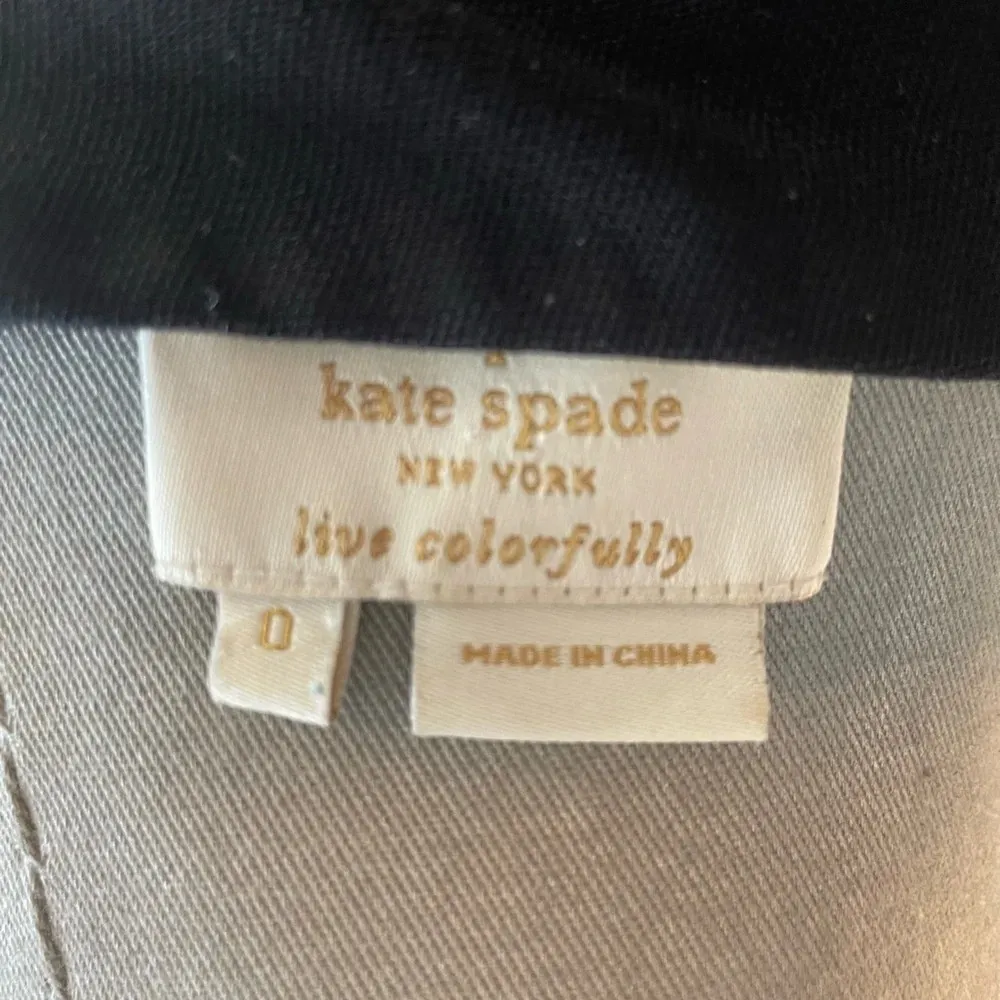 kate spade
NEW YORK
live colorfully
0
MADE IN CHINA